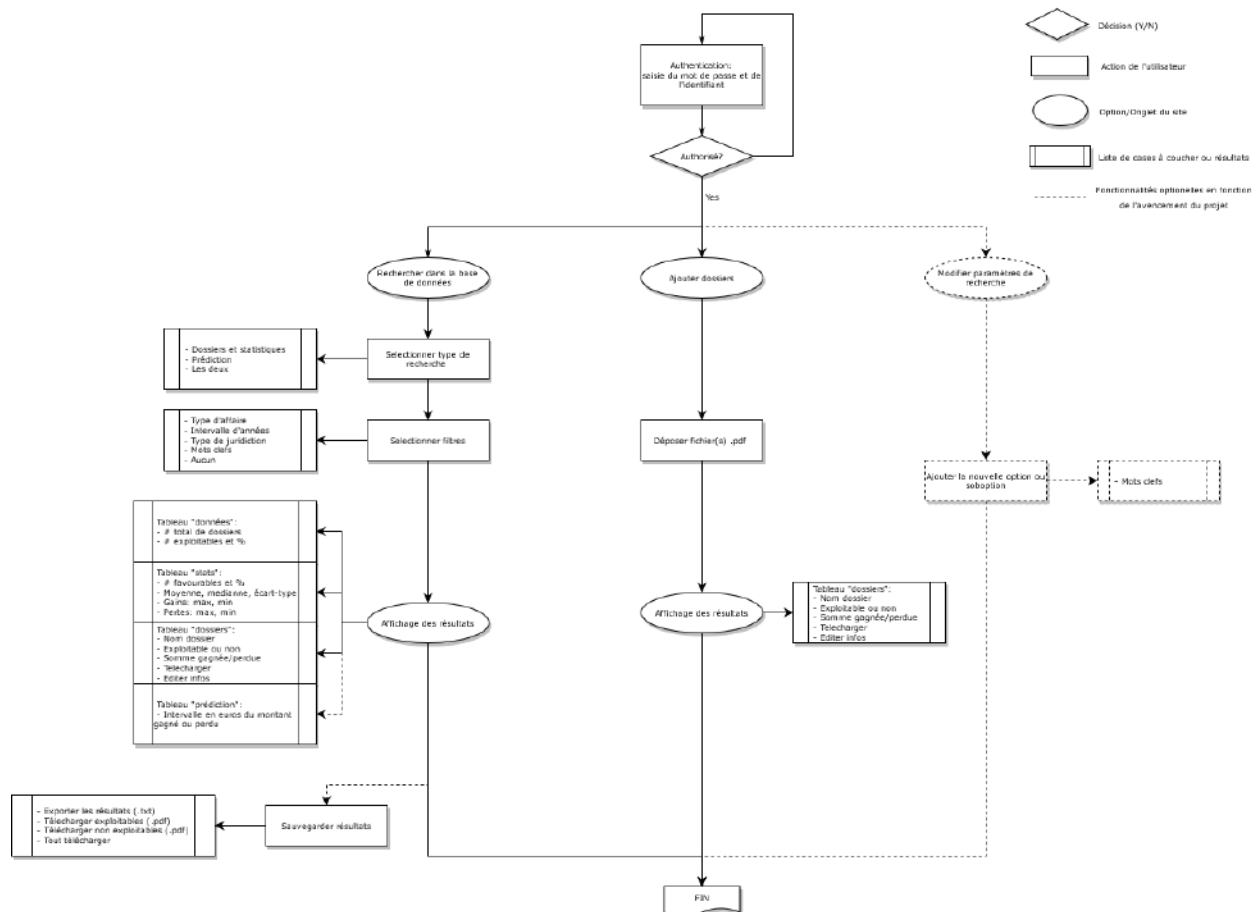 Décision (Y/N)
Authentication:
saisie du mot de passe et de
l'identifiant
Action de l'utilisateur
Option/Onglet du site
Authorisé?
Liste de cases à coucher ou résultats
Yes
Fonctionnalités optionelles en fonction
de l'avencement du projet
Rechercher dans la base
de données
Ajouter dossiers
Modifier paramètres de
recherche
- Dossiers et statistiques
- Prédiction
- Les deux
Selectionner type de
recherche
- Type d'affaire
- Intervalle d'années
- Type de juridiction
- Mots clefs
- Aucun
Selectionner filtres
Déposer fichier(s) .pdf
Ajouter la nouvelle option ou
soboption
- Mots clefs
Tableau "données":
- # total de dossiers
- # exploitables et %
Tableau "stats":
- # favourables et %
- Moyenne, medianne, écart-type
- Gains: max, min
- Pertes: max, min
Tableau "dossiers":
- Nom dossier
- Exploitable ou non
- Somme gagnée/perdue
- Telecharger
- Editer infos
Tableau "prédiction":
- Intervalle en euros du montant
gagné ou perdu
Affichage des résultats
Affichage des résultats
Tableau "dossiers":
- Nom dossier
- Exploitable ou non
- Somme gagnée/perdue
- Telecharger
- Editer infos
- Exporter les résultats (.txt)
- Télecharger exploitables (.pdf)
- Télécharger non exploitables (.pdf)
- Tout télécharger
Sauvegarder résultats
FIN